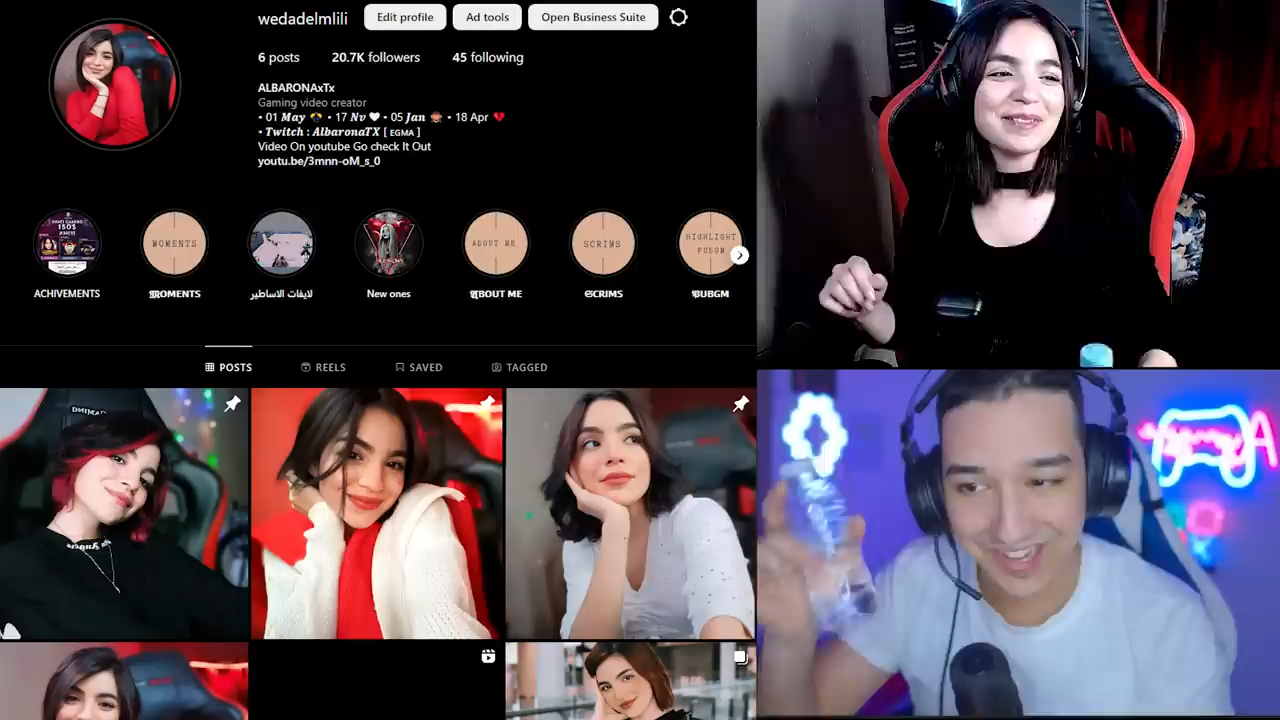 wedadelmlili Edit profile Ad tools Open Business Suite
6 posts 20.7K followers 45 following
ALBARONAxTx
Gaming video creator
• 01 May • 17 Nv 🤍 • 05 Jan • 18 Apr 💔
• Twitch : AlbaronaTX [ EGMA ]
Video On youtube Go check It Out
youtu.be/3mnn-oM_s_0
150$
MOMENTS
ABOUT ME
SCRIMS
HIGHLIGHT
PUBGM
ACHIVEMENTS
لايفات الاساطير
New ones
POSTS REELS SAVED TAGGED